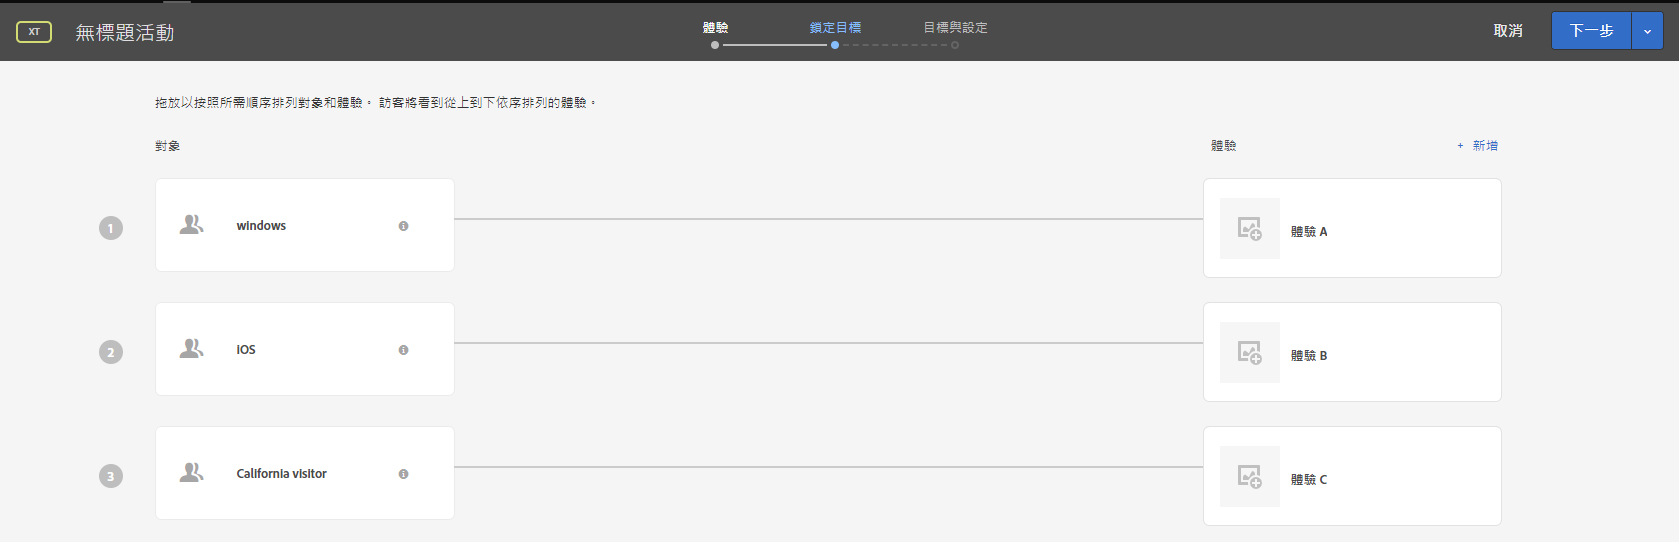 XT 無標題活動 體驗 鎖定目標 目標與設定 取消 下一步
拖放以按照所需順序排列對象和體驗。 訪客將看到從上到下依序排列的體驗。
對象 體驗 + 新增
1 windows 體驗 A
2 IOS 體驗 B
3 California visitor 體驗 C